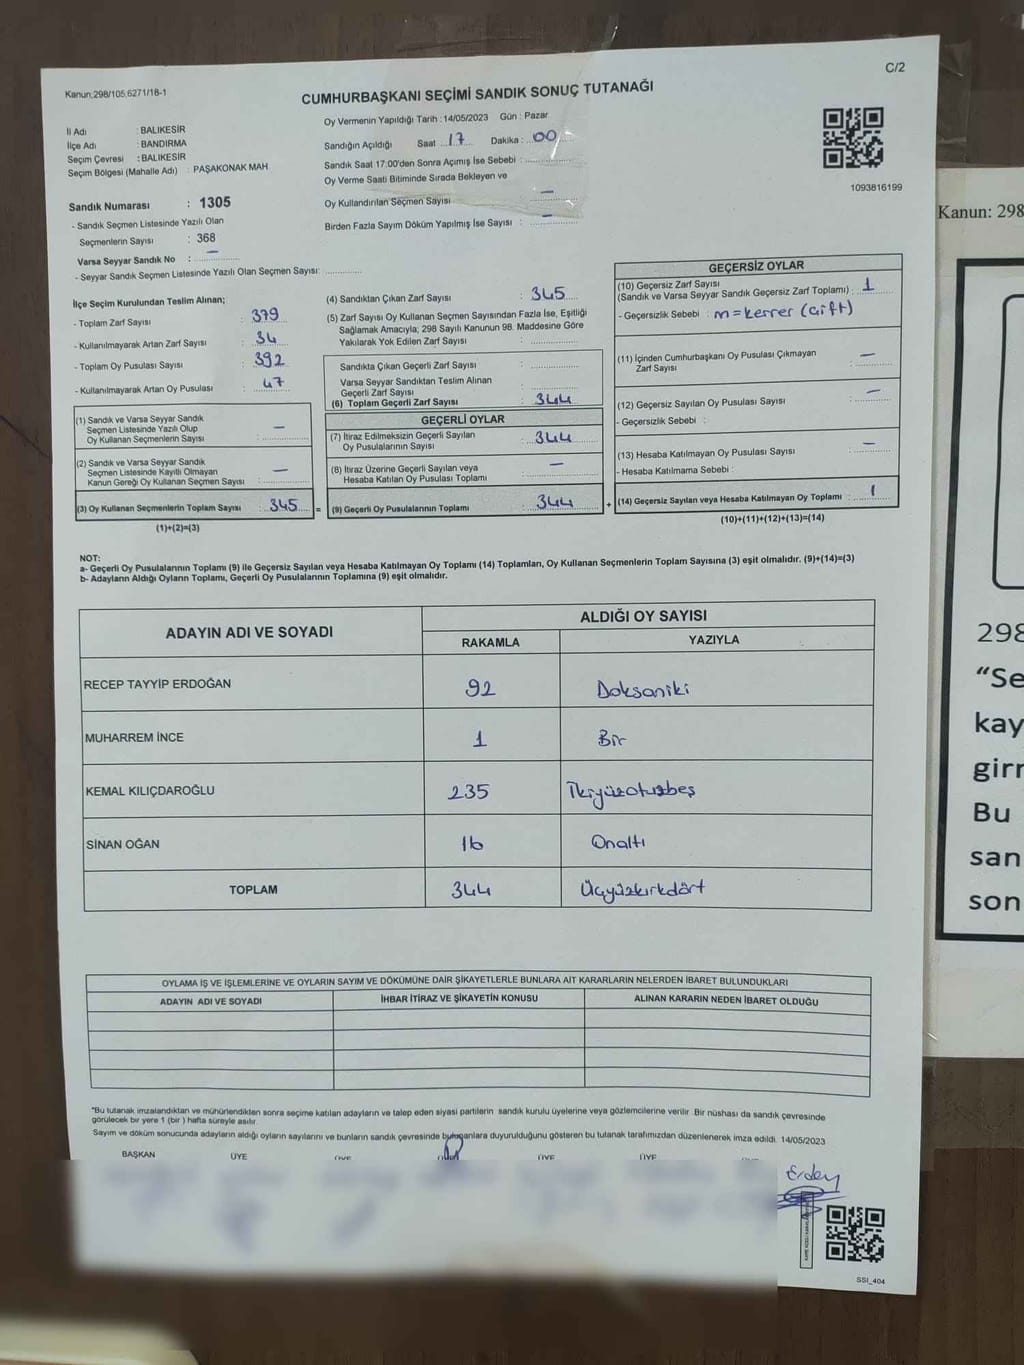 C/2
Kanun;298/105,6271/18-1
CUMHURBAŞKANI SEÇİMİ SANDIK SONUÇ TUTANAĞI
İl Adı : BALIKESİR
İlçe Adı : BANDIRMA
Seçim Çevresi : BALIKESİR
Seçim Bölgesi (Mahalle Adı) : PAŞAKONAK MAH
Oy Vermenin Yapıldığı Tarih : 14/05/2023 Gün : Pazar
Sandığın Açıldığı Saat : 17 Dakika : 00
Sandık Saat 17:00'den Sonra Açımış İse Sebebi :
Oy Verme Saati Bitiminde Sırada Bekleyen ve
Oy Kullandırılan Seçmen Sayısı : —
Birden Fazla Sayım Döküm Yapılmış İse Sayısı : —
1093816199
Sandık Numarası : 1305
- Sandık Seçmen Listesinde Yazılı Olan
Seçmenlerin Sayısı : 368
Varsa Seyyar Sandık No : —
- Seyyar Sandık Seçmen Listesinde Yazılı Olan Seçmen Sayısı:
İlçe Seçim Kurulundan Teslim Alınan;
- Toplam Zarf Sayısı : 379
- Kullanılmayarak Artan Zarf Sayısı : 34
- Toplam Oy Pusulası Sayısı : 392
- Kullanılmayarak Artan Oy Pusulası : 47
(1) Sandık ve Varsa Seyyar Sandık
Seçmen Listesinde Yazılı Olup
Oy Kullanan Seçmenlerin Sayısı : —
(2) Sandık ve Varsa Seyyar Sandık
Seçmen Listesinde Kayıtlı Olmayan
Kanun Gereği Oy Kullanan Seçmen Sayısı : —
(3) Oy Kullanan Seçmenlerin Toplam Sayısı : 345 =
(1)+(2)=(3)
(4) Sandıktan Çıkan Zarf Sayısı : 345
(5) Zarf Sayısı Oy Kullanan Seçmen Sayısından Fazla İse, Eşitliği
Sağlamak Amacıyla; 298 Sayılı Kanunun 98. Maddesine Göre
Yakılarak Yok Edilen Zarf Sayısı :
Sandıkta Çıkan Geçerli Zarf Sayısı :
Varsa Seyyar Sandıktan Teslim Alınan
Geçerli Zarf Sayısı :
(6) Toplam Geçerli Zarf Sayısı : 344
GEÇERLİ OYLAR
(7) İtiraz Edilmeksizin Geçerli Sayılan
Oy Pusulalarının Sayısı : 344
(8) İtiraz Üzerine Geçerli Sayılan veya
Hesaba Katılan Oy Pusulası Toplamı : —
(9) Geçerli Oy Pusulalarının Toplamı : 344 +
GEÇERSİZ OYLAR
(10) Geçersiz Zarf Sayısı
(Sandık ve Varsa Seyyar Sandık Geçersiz Zarf Toplamı) : 1
- Geçersizlik Sebebi : (çift)
(11) İçinden Cumhurbaşkanı Oy Pusulası Çıkmayan
Zarf Sayısı : —
(12) Geçersiz Sayılan Oy Pusulası Sayısı : —
- Geçersizlik Sebebi :
(13) Hesaba Katılmayan Oy Pusulası Sayısı : —
- Hesaba Katılmama Sebebi :
(14) Geçersiz Sayılan veya Hesaba Katılmayan Oy Toplamı : 1
(10)+(11)+(12)+(13)=(14)
NOT:
a- Geçerli Oy Pusulalarının Toplamı (9) ile Geçersiz Sayılan veya Hesaba Katılmayan Oy Toplamı (14) Toplamları, Oy Kullanan Seçmenlerin Toplam Sayısına (3) eşit olmalıdır. (9)+(14)=(3)
b- Adayların Aldığı Oyların Toplamı, Geçerli Oy Pusulalarının Toplamına (9) eşit olmalıdır.
ADAYIN ADI VE SOYADI ALDIĞI OY SAYISI
RAKAMLA YAZIYLA
RECEP TAYYİP ERDOĞAN 92 Doksaniki
MUHARREM İNCE 1 Bir
KEMAL KILIÇDAROĞLU 235 İkiyüzotuzbeş
SİNAN OĞAN 16 Onaltı
TOPLAM 344 Üçyüzkırkdört
OYLAMA İŞ VE İŞLEMLERİNE VE OYLARIN SAYIM VE DÖKÜMÜNE DAİR ŞİKAYETLERLE BUNLARA AİT KARARLARIN NELERDEN İBARET BULUNDUKLARI
ADAYIN ADI VE SOYADI İHBAR İTİRAZ VE ŞİKAYETİN KONUSU ALINAN KARARIN NEDEN İBARET OLDUĞU
"Bu tutanak imzalandıktan ve mühürlendikten sonra seçime katılan adayların ve talep eden siyasi partilerin sandık kurulu üyelerine veya gözlemcilerine verilir. Bir nüshası da sandık çevresinde
görülecek bir yere 1 (bir) hafta süreyle asılır.
Sayım ve döküm sonucunda adayların aldığı oyların sayılarını ve bunların sandık çevresinde bulunanlara duyurulduğunu gösteren bu tutanak tarafımızdan düzenlenerek imza edildi. 14/05/2023
BAŞKAN ÜYE ÜYE ÜYE ÜYE ÜYE
Erdem
SSI_404
Kanun: 298
298
"Se
kay
girr
Bu
san
son